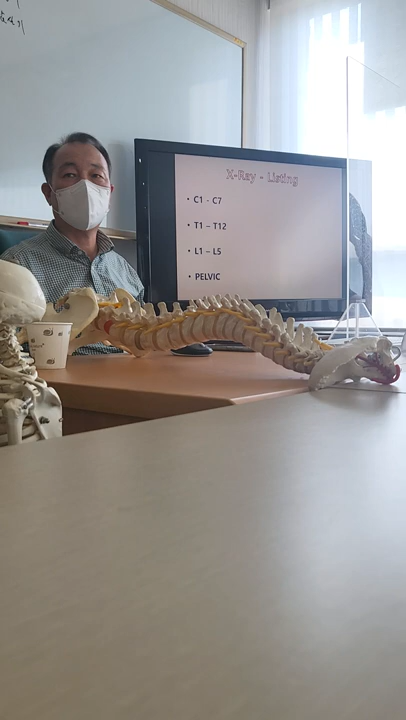 X-Ray - Listing
• C1 - C7
• T1 – T12
• L1 – L5
• PELVIC